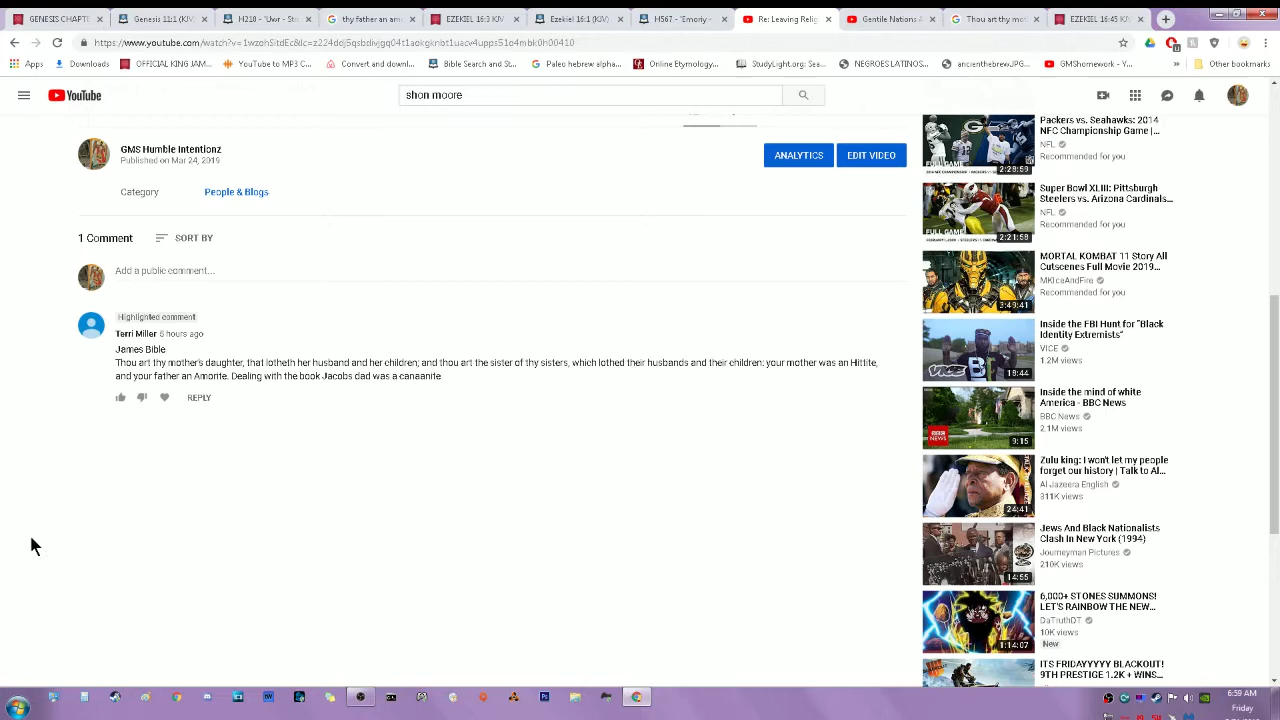 GENESIS CHAPTE
Genesis 11:1 (KJV
H218 - 'Uwr - Str
thy father an am
EZEKIEL 16:3 KJV
Ezekiel 16:3 (KJV
H567 - 'Emoriy
Re: Leaving Relig
Gentile Nations
EZEKIEL 16:45 KJV
Apps
Downloads
OFFICIAL KING JAM...
YouTube to MP3 C...
Convert and downl...
Bible Search and St...
Paleo hebrew alpha...
Online Etymology...
StudyLight.org: Sea...
NEGROES LATINOS...
ancienthebrewJPG...
GMShomework - Y...
Other bookmarks
YouTube
shon moore
GMS Humble Intentionz
Published on Mar 24, 2019
ANALYTICS
EDIT VIDEO
Category
People & Blogs
1 Comment
SORT BY
Add a public comment...
Highlighted comment
Terri Miller 5 hours ago
James Bible
Thou art thy mother's daughter, that lotheth her husband and her children; and thou art the sister of thy sisters, which lothed their husbands and their children: your mother was an Hittite,
and your father an Amorite. Dealing with the book Jacobs dad was a canaanite
REPLY
Packers vs. Seahawks: 2014
NFC Championship Game |...
NFL
Recommended for you
FULL GAME
2:28:59
Super Bowl XLIII: Pittsburgh
Steelers vs. Arizona Cardinals...
NFL
Recommended for you
FULL GAME
2:21:58
MORTAL KOMBAT 11 Story All
Cutscenes Full Movie 2019...
MKIceAndFire
Recommended for you
3:49:41
Inside the FBI Hunt for "Black
Identity Extremists"
VICE
1.2M views
18:44
Inside the mind of white
America - BBC News
BBC News
2.1M views
9:15
Zulu king: I won't let my people
forget our history | Talk to Al...
Al Jazeera English
311K views
24:41
Jews And Black Nationalists
Clash In New York (1994)
Journeyman Pictures
210K views
14:55
6,000+ STONES SUMMONS!
LET'S RAINBOW THE NEW...
DaTruthDT
10K views
New
1:14:07
ITS FRIDAYYYYY BLACKOUT!
9TH PRESTIGE 1.2K + WINS...
6:59 AM
Friday